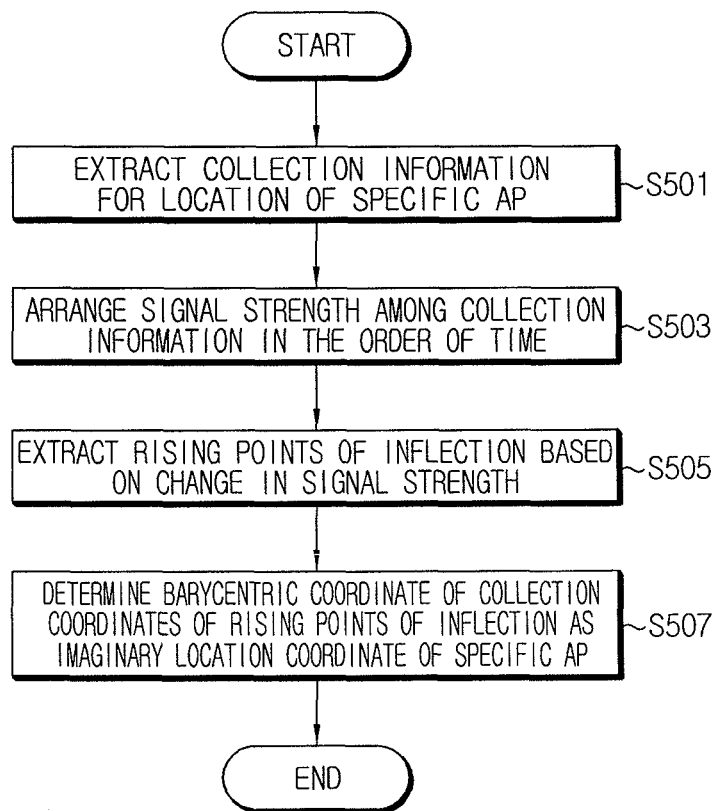 START
EXTRACT COLLECTION INFORMATION
FOR LOCATION OF SPECIFIC AP
S501
ARRANGE SIGNAL STRENGTH AMONG COLLECTION
INFORMATION IN THE ORDER OF TIME
S503
EXTRACT RISING POINTS OF INFLECTION BASED
ON CHANGE IN SIGNAL STRENGTH
S505
DETERMINE BARYCENTRIC COORDINATE OF COLLECTION
COORDINATES OF RISING POINTS OF INFLECTION AS
IMAGINARY LOCATION COORDINATE OF SPECIFIC AP
S507
END